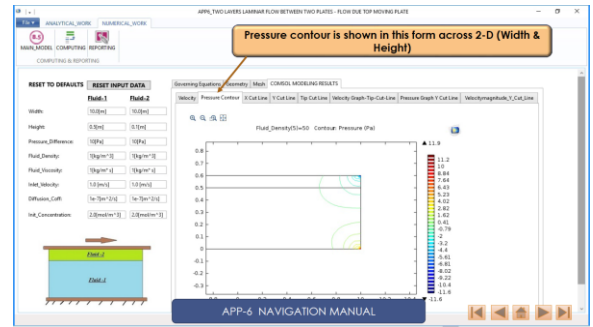 APP6_TWO LAYERS LAMINAR FLOW BETWEEN TWO PLATES - FLOW DUE TOP MOVING PLATE
File ANALYTICAL_WORK NUMERICAL_WORK
MAIN_MODEL COMPUTING REPORTING
COMPUTING & REPORTING
Pressure contour is shown in this form across 2-D (Width &
Height)
RESET TO DEFAULTS RESET INPUT DATA
Fluid-1 Fluid-2
Width: 10.0[m] 10.0[m]
Height: 0.5[m] 0.1[m]
Pressure_Difference: 10[Pa] 10[Pa]
Fluid_Density: 1[kg/m^3] 1[kg/m^3]
Fluid_Viscosity: 1[kg/m*s] 1[kg/m*s]
Inlet_Velocity: 1.0 [m/s] 1.0 [m/s]
Diffusion_Coff: 1e-7[m^2/s] 1e-7[m^2/s]
Init_Concentration: 2.0[mol/m^3] 2.0[mol/m^3]
Fluid-2
Fluid-1
Governing Equations Geometry Mesh COMSOL MODELING RESULTS
Velocity Pressure Contour X Cut Line Y Cut Line Tip Cut Line Velocity Graph-Tip-Cut-Line Pressure Graph Y Cut Line Velocitymagnitude_Y_Cut_Line
Fluid_Density(5)=50 Contour: Pressure (Pa)
0.8
0.7
0.6
0.5
0.4
0.3
0.2
0.1
0
-0.1
-0.2
-0.3
▲ 11.9
11.2
10
8.84
7.64
6.43
5.23
4.02
2.82
1.62
0.41
-0.79
-2
-3.2
-4.4
-5.61
-6.81
-8.02
-9.22
-10.4
-11.6
▼ -11.6
APP-6 NAVIGATION MANUAL